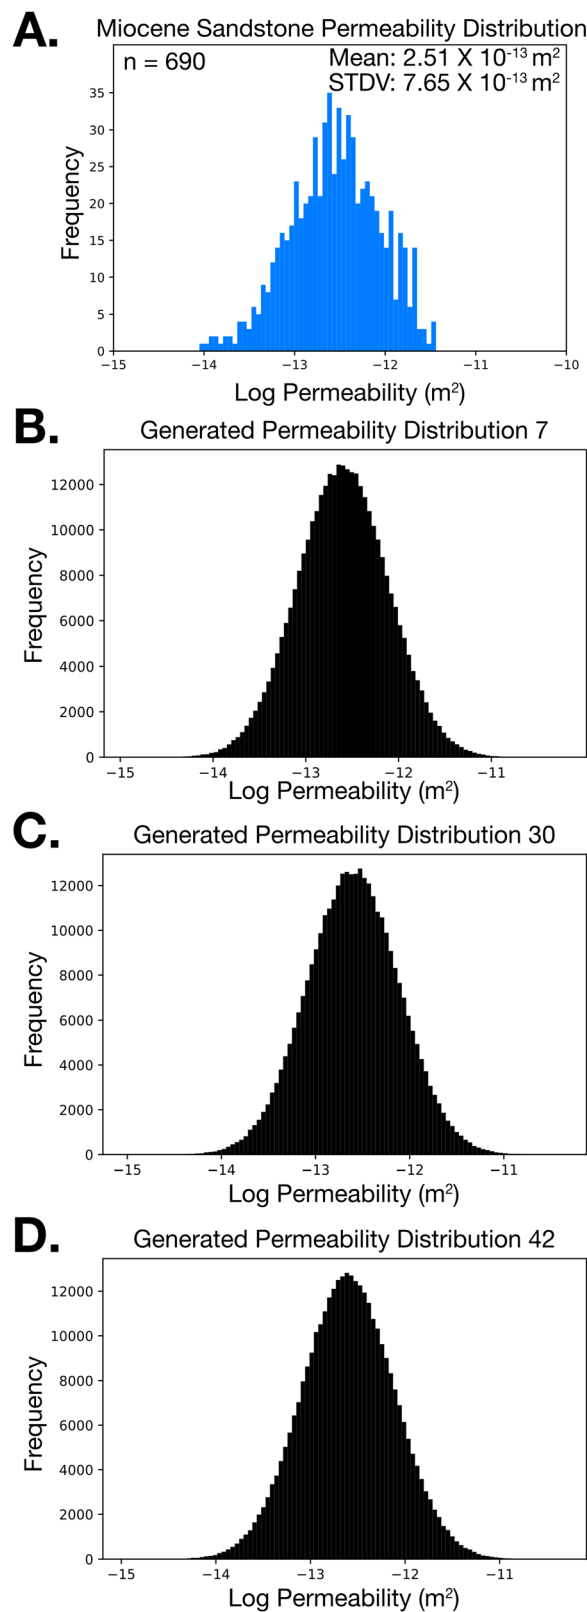 A.
Miocene Sandstone Permeability Distribution
n = 690
Mean: 2.51 X 10⁻¹³ m²
STDV: 7.65 X 10⁻¹³ m²
35
30
25
20
15
10
5
0
Frequency
−15 −14 −13 −12 −11 −10
Log Permeability (m²)
B.
Generated Permeability Distribution 7
12000
10000
8000
6000
4000
2000
0
Frequency
−15 −14 −13 −12 −11
Log Permeability (m²)
C.
Generated Permeability Distribution 30
12000
10000
8000
6000
4000
2000
0
Frequency
−15 −14 −13 −12 −11
Log Permeability (m²)
D.
Generated Permeability Distribution 42
12000
10000
8000
6000
4000
2000
0
Frequency
−15 −14 −13 −12 −11
Log Permeability (m²)